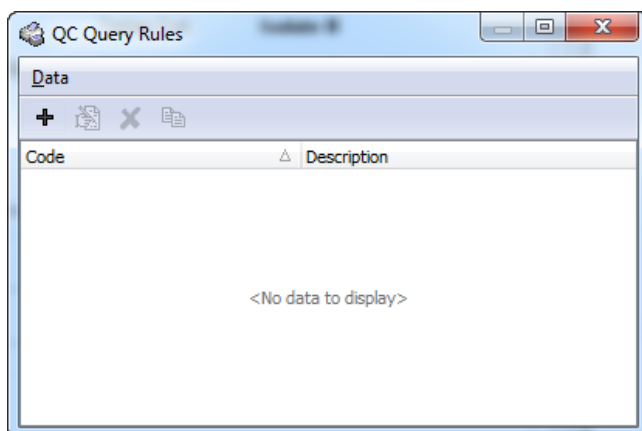 QC Query Rules
Data
Code Description
<No data to display>